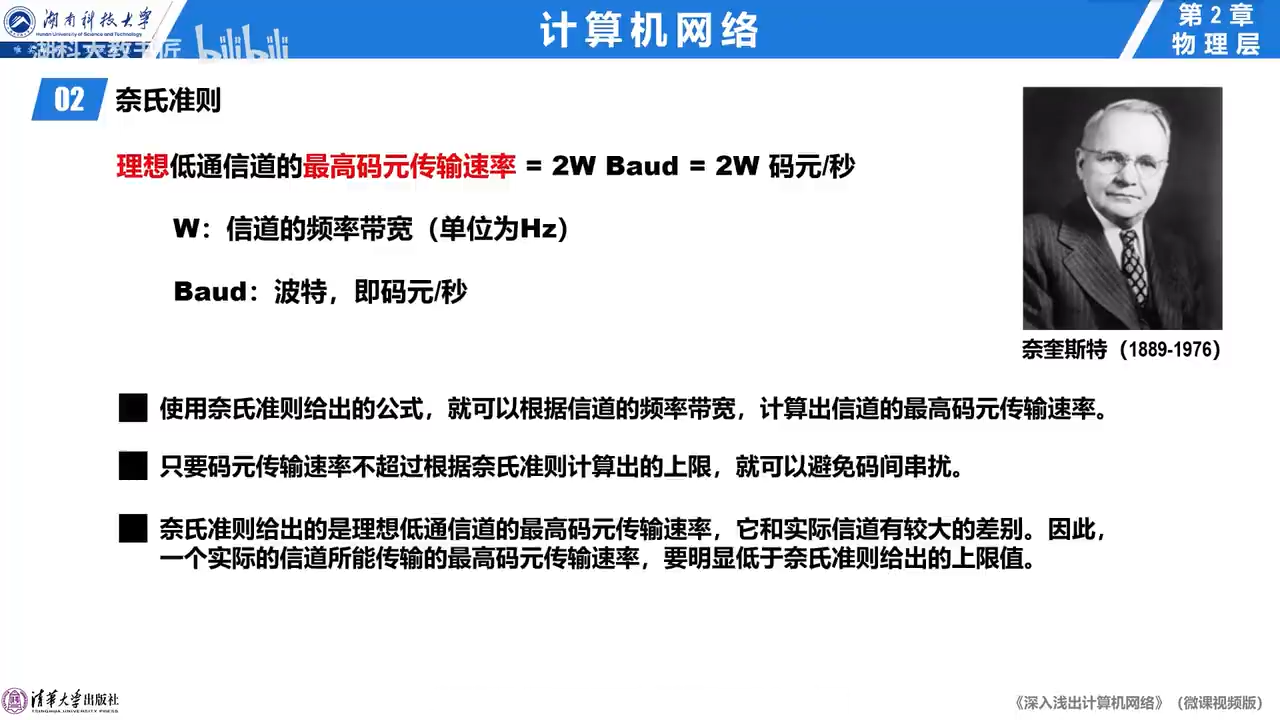 湖南科技大学
Hunan University of Science and Technology
湖科大教书匠 bilibili
计算机网络
第2章
物理层
02 奈氏准则
理想低通信道的最高码元传输速率 = 2W Baud = 2W 码元/秒
W：信道的频率带宽（单位为Hz）
Baud：波特，即码元/秒
奈奎斯特（1889-1976）
■ 使用奈氏准则给出的公式，就可以根据信道的频率带宽，计算出信道的最高码元传输速率。
■ 只要码元传输速率不超过根据奈氏准则计算出的上限，就可以避免码间串扰。
■ 奈氏准则给出的是理想低通信道的最高码元传输速率，它和实际信道有较大的差别。因此，
一个实际的信道所能传输的最高码元传输速率，要明显低于奈氏准则给出的上限值。
清华大学出版社
TSINGHUA UNIVERSITY PRESS
《深入浅出计算机网络》（微课视频版）